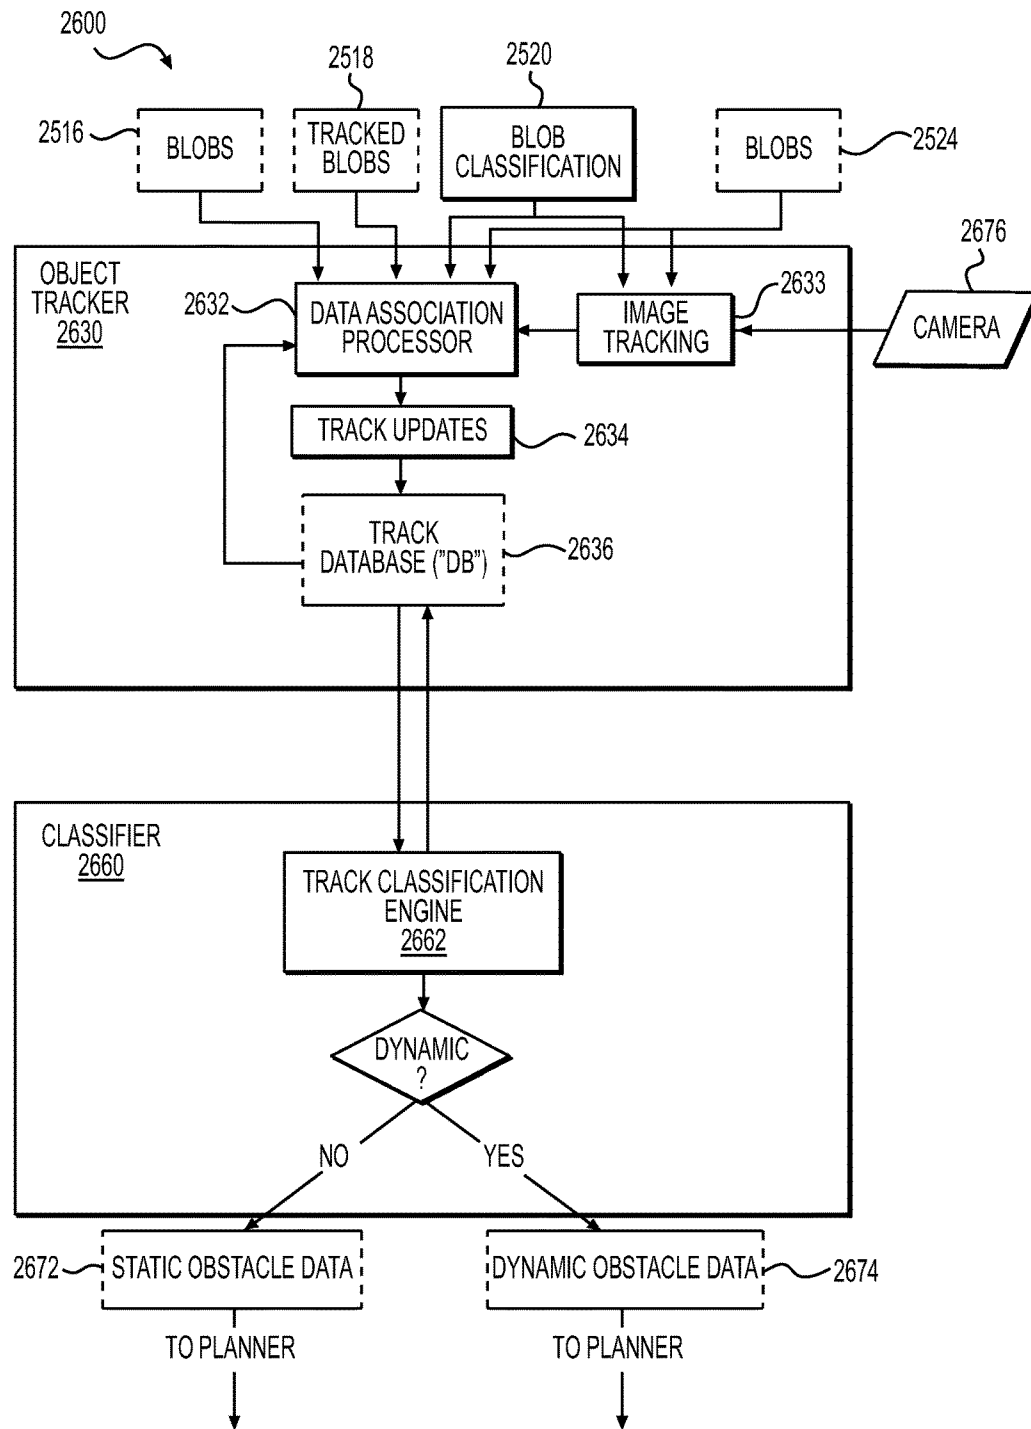 2600
2516
BLOBS
2518
TRACKED
BLOBS
2520
BLOB
CLASSIFICATION
BLOBS
2524
OBJECT
TRACKER
2630
2632
DATA ASSOCIATION
PROCESSOR
IMAGE
TRACKING
2633
2676
CAMERA
TRACK UPDATES
2634
TRACK
DATABASE ("DB")
2636
CLASSIFIER
2660
TRACK CLASSIFICATION
ENGINE
2662
DYNAMIC
?
NO
YES
2672
STATIC OBSTACLE DATA
DYNAMIC OBSTACLE DATA
2674
TO PLANNER
TO PLANNER